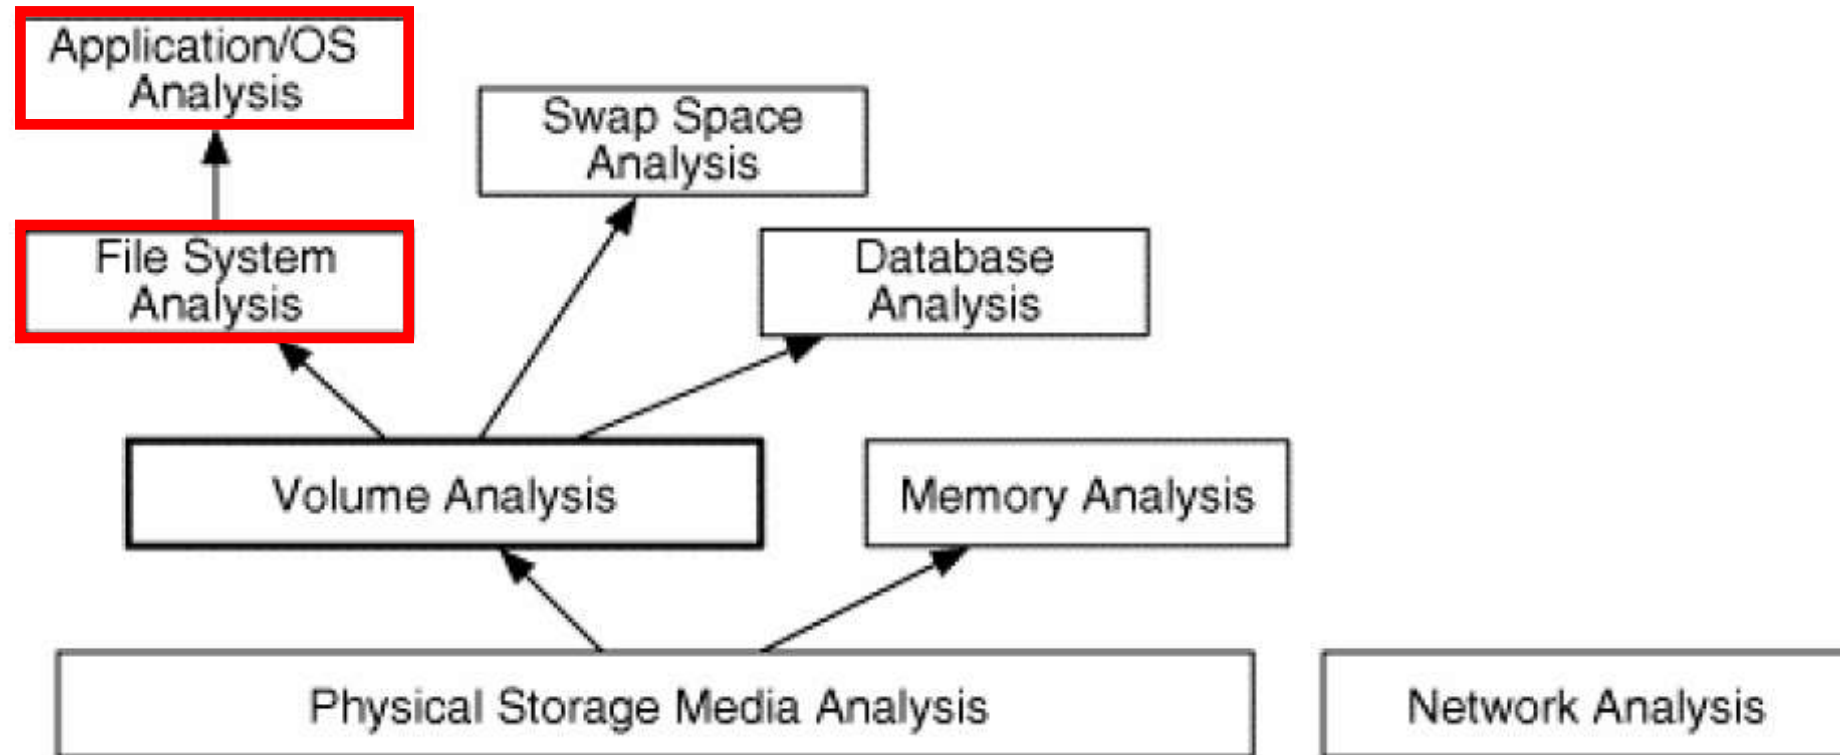 Application/OS
Analysis
Swap Space
Analysis
File System
Analysis
Database
Analysis
Volume Analysis
Memory Analysis
Physical Storage Media Analysis
Network Analysis